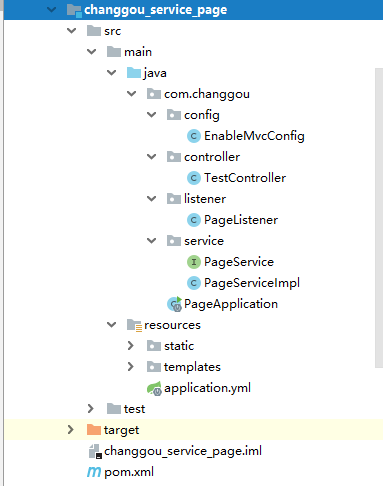 changgou_service_page
src
main
java
com.changgou
config
EnableMvcConfig
controller
TestController
listener
PageListener
service
PageService
PageServiceImpl
PageApplication
resources
static
templates
application.yml
test
target
changgou_service_page.iml
pom.xml